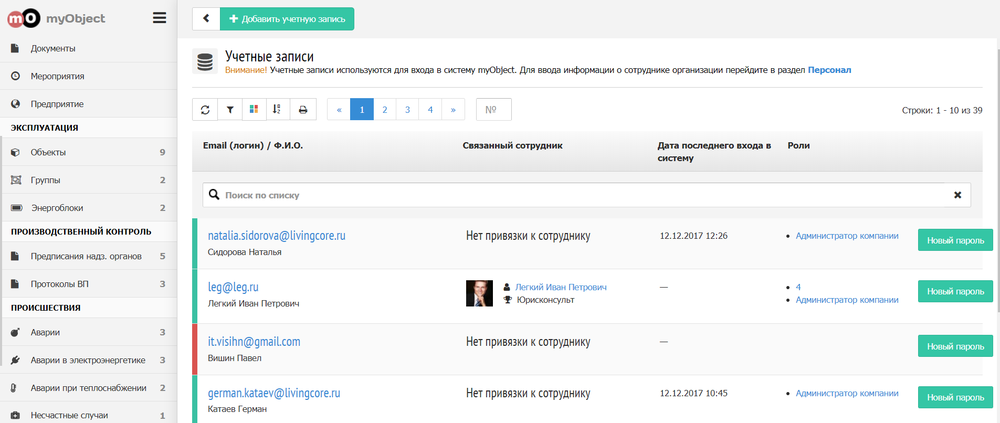 mO myObject
Документы
Мероприятия
Предприятие
ЭКСПЛУАТАЦИЯ
Объекты 9
Группы 2
Энергоблоки 2
ПРОИЗВОДСТВЕННЫЙ КОНТРОЛЬ
Предписания надз. органов 5
Протоколы ВП 3
ПРОИСШЕСТВИЯ
Аварии 3
Аварии в электроэнергетике 3
Аварии при теплоснабжении 2
Несчастные случаи 1
Добавить учетную запись
Учетные записи
Внимание! Учетные записи используются для входа в систему myObject. Для ввода информации о сотруднике организации перейдите в раздел Персонал
« 1 2 3 4 » № Строки: 1 - 10 из 39
Email (логин) / Ф.И.О. Связанный сотрудник Дата последнего входа в Роли
систему
Поиск по списку
natalia.sidorova@livingcore.ru Нет привязки к сотруднику 12.12.2017 12:26 Администратор компании Новый пароль
Сидорова Наталья
leg@leg.ru Легкий Иван Петрович — 4 Новый пароль
Легкий Иван Петрович Юрисконсульт Администратор компании
it.visihn@gmail.com Нет привязки к сотруднику — Новый пароль
Вишин Павел
german.kataev@livingcore.ru Нет привязки к сотруднику 12.12.2017 10:45 Администратор компании Новый пароль
Катаев Герман